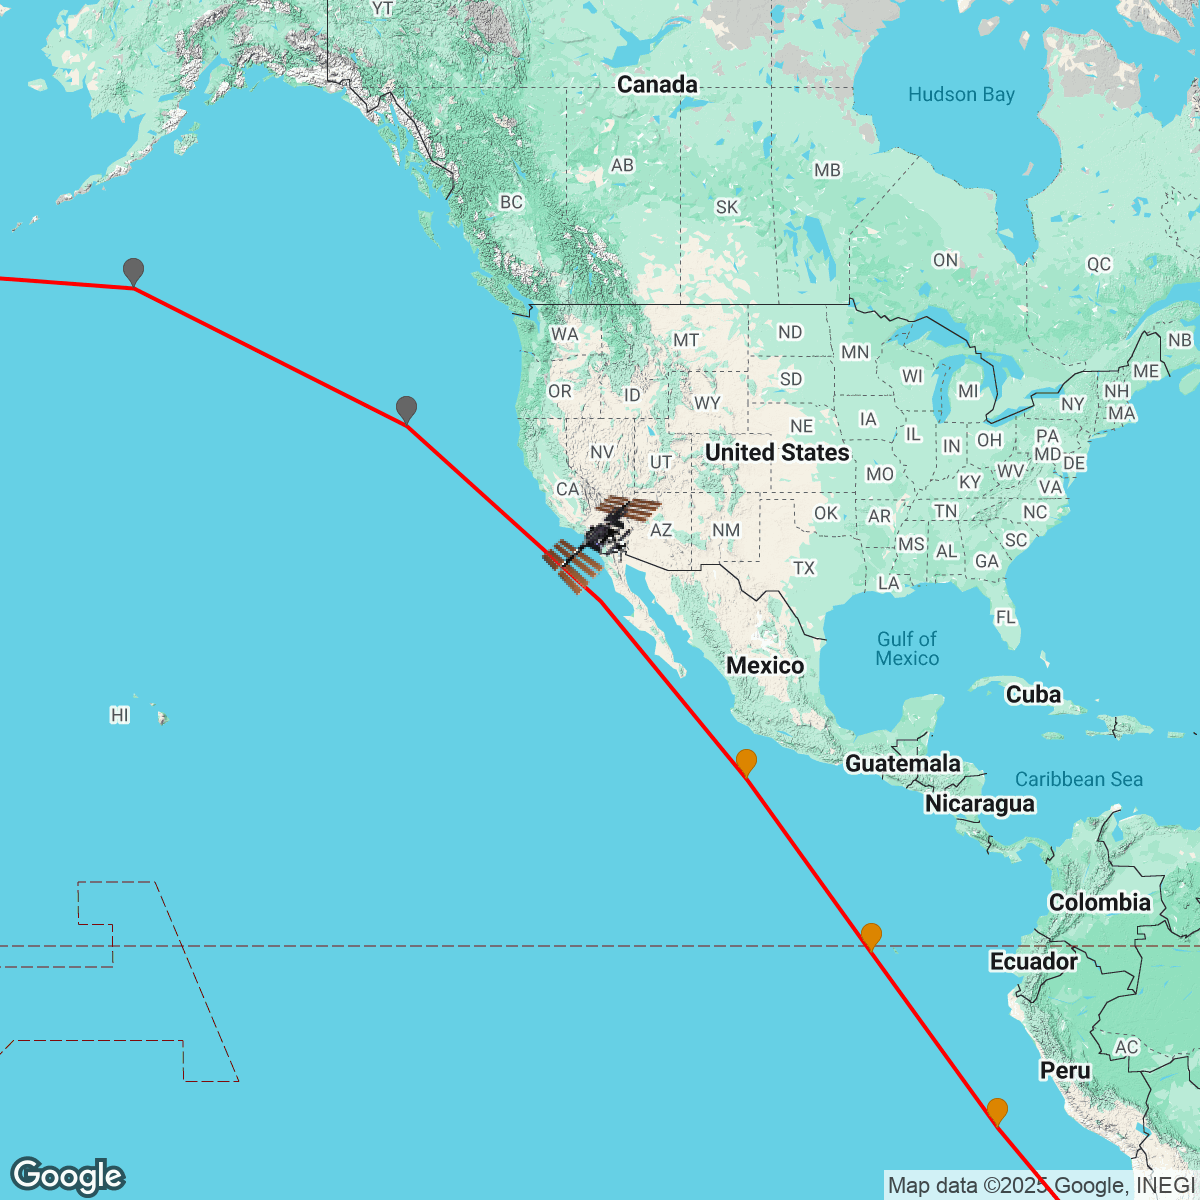 YT
Canada
Hudson Bay
AB
MB
BC
SK
ON
QC
WA
MT
ND
MN
NB
ME
OR
ID
WY
SD
WI
MI
NH
NY
MA
IA
NE
IL
IN
OH
PA
NV
UT
United States
MD
DE
CA
MO
KY
WV
VA
OK
AR
TN
NC
AZ
NM
MS
AL
GA
SC
TX
LA
FL
Gulf of
Mexico
Mexico
Cuba
HI
Guatemala
Caribbean Sea
Nicaragua
Colombia
Ecuador
AC
Peru
Google
Map data ©2025 Google, INEGI